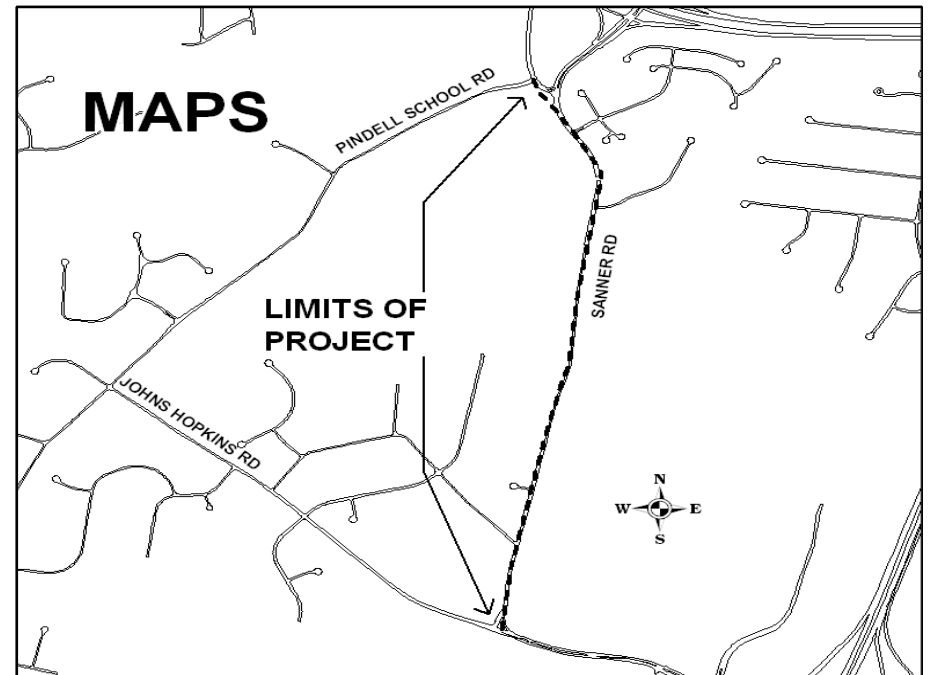 MAPS
PINDELL SCHOOL RD
SANNER RD
LIMITS OF
PROJECT
JOHNS HOPKINS RD
N
W E
S